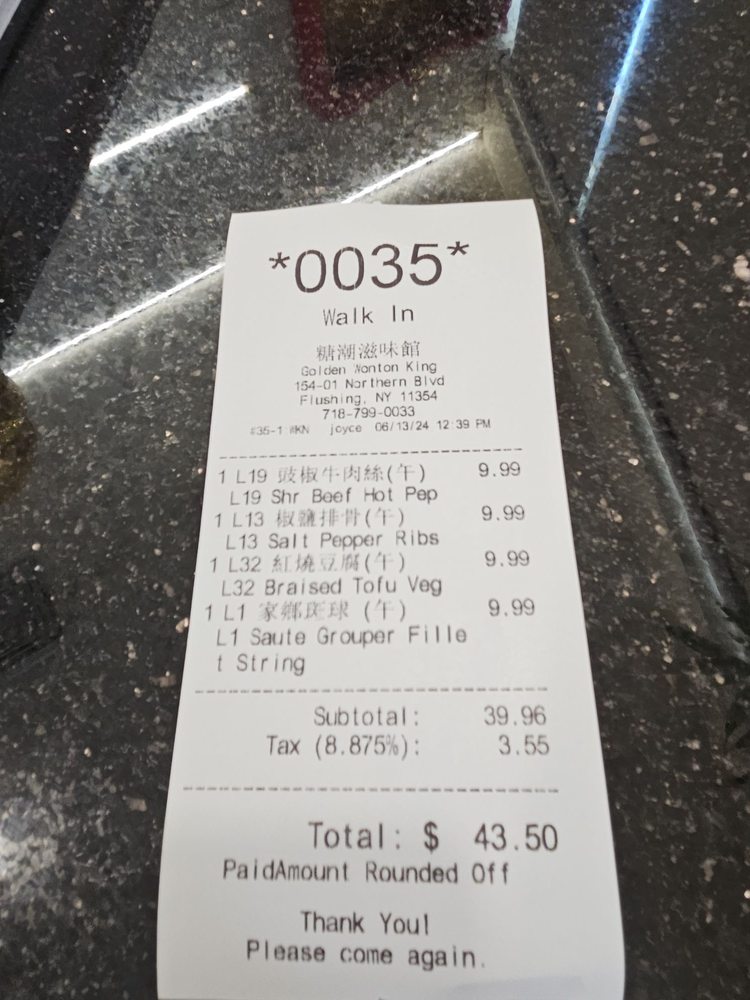 *0035*
Walk In
糖潮滋味館
Golden Wonton King
154-01 Northern Blvd
Flushing, NY 11354
718-799-0033
#35-1 WKN joyce 06/13/24 12:39 PM
1 L19 豉椒牛肉絲(午) 9.99
L19 Shr Beef Hot Pep
1 L13 椒鹽排骨(午) 9.99
L13 Salt Pepper Ribs
1 L32 紅燒豆腐(午) 9.99
L32 Braised Tofu Veg
1 L1 家鄉斑球 (午) 9.99
L1 Saute Grouper Fille
t String
Subtotal: 39.96
Tax (8.875%): 3.55
Total: $ 43.50
PaidAmount Rounded Off
Thank You!
Please come again.